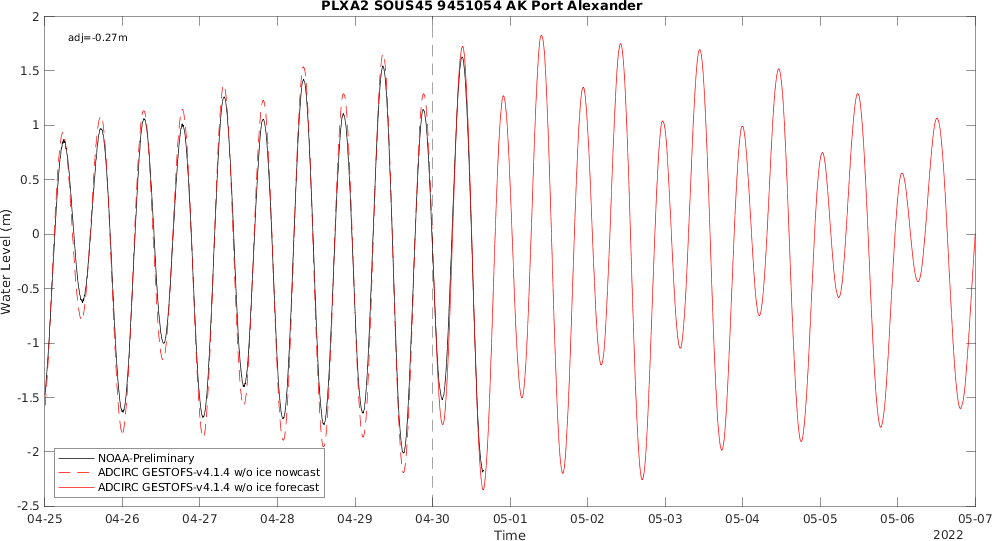 PLXA2 SOUS45 9451054 AK Port Alexander
adj=-0.27m
2
1.5
1
0.5
0
-0.5
-1
-1.5
-2
-2.5
Water Level (m)
NOAA-Preliminary
ADCIRC GESTOFS-v4.1.4 w/o ice nowcast
ADCIRC GESTOFS-v4.1.4 w/o ice forecast
04-25 04-26 04-27 04-28 04-29 04-30 05-01 05-02 05-03 05-04 05-05 05-06 05-07
Time
2022